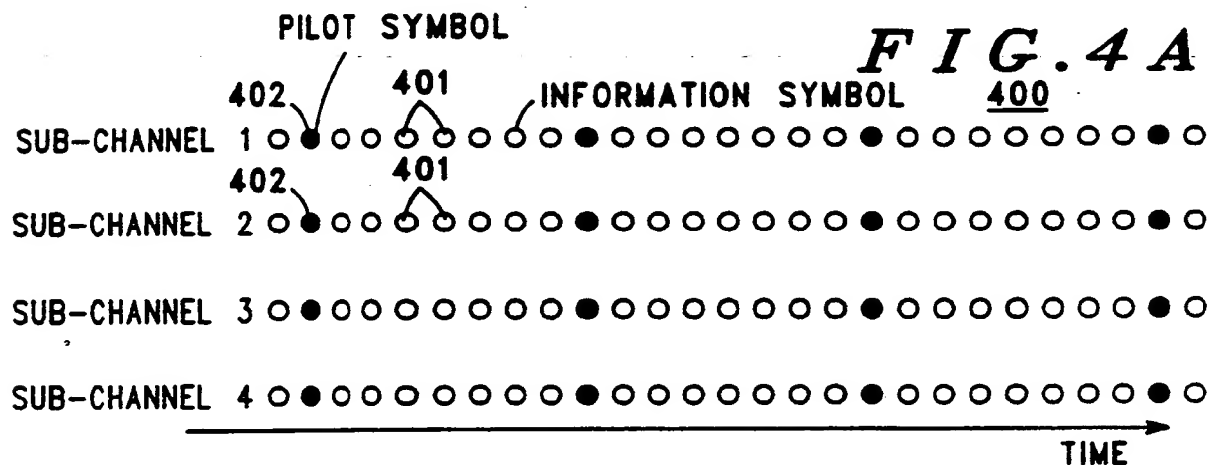 PILOT SYMBOL
FIG.4A
402 401 INFORMATION SYMBOL 400
SUB-CHANNEL 1
402 401
SUB-CHANNEL 2
SUB-CHANNEL 3
SUB-CHANNEL 4
TIME